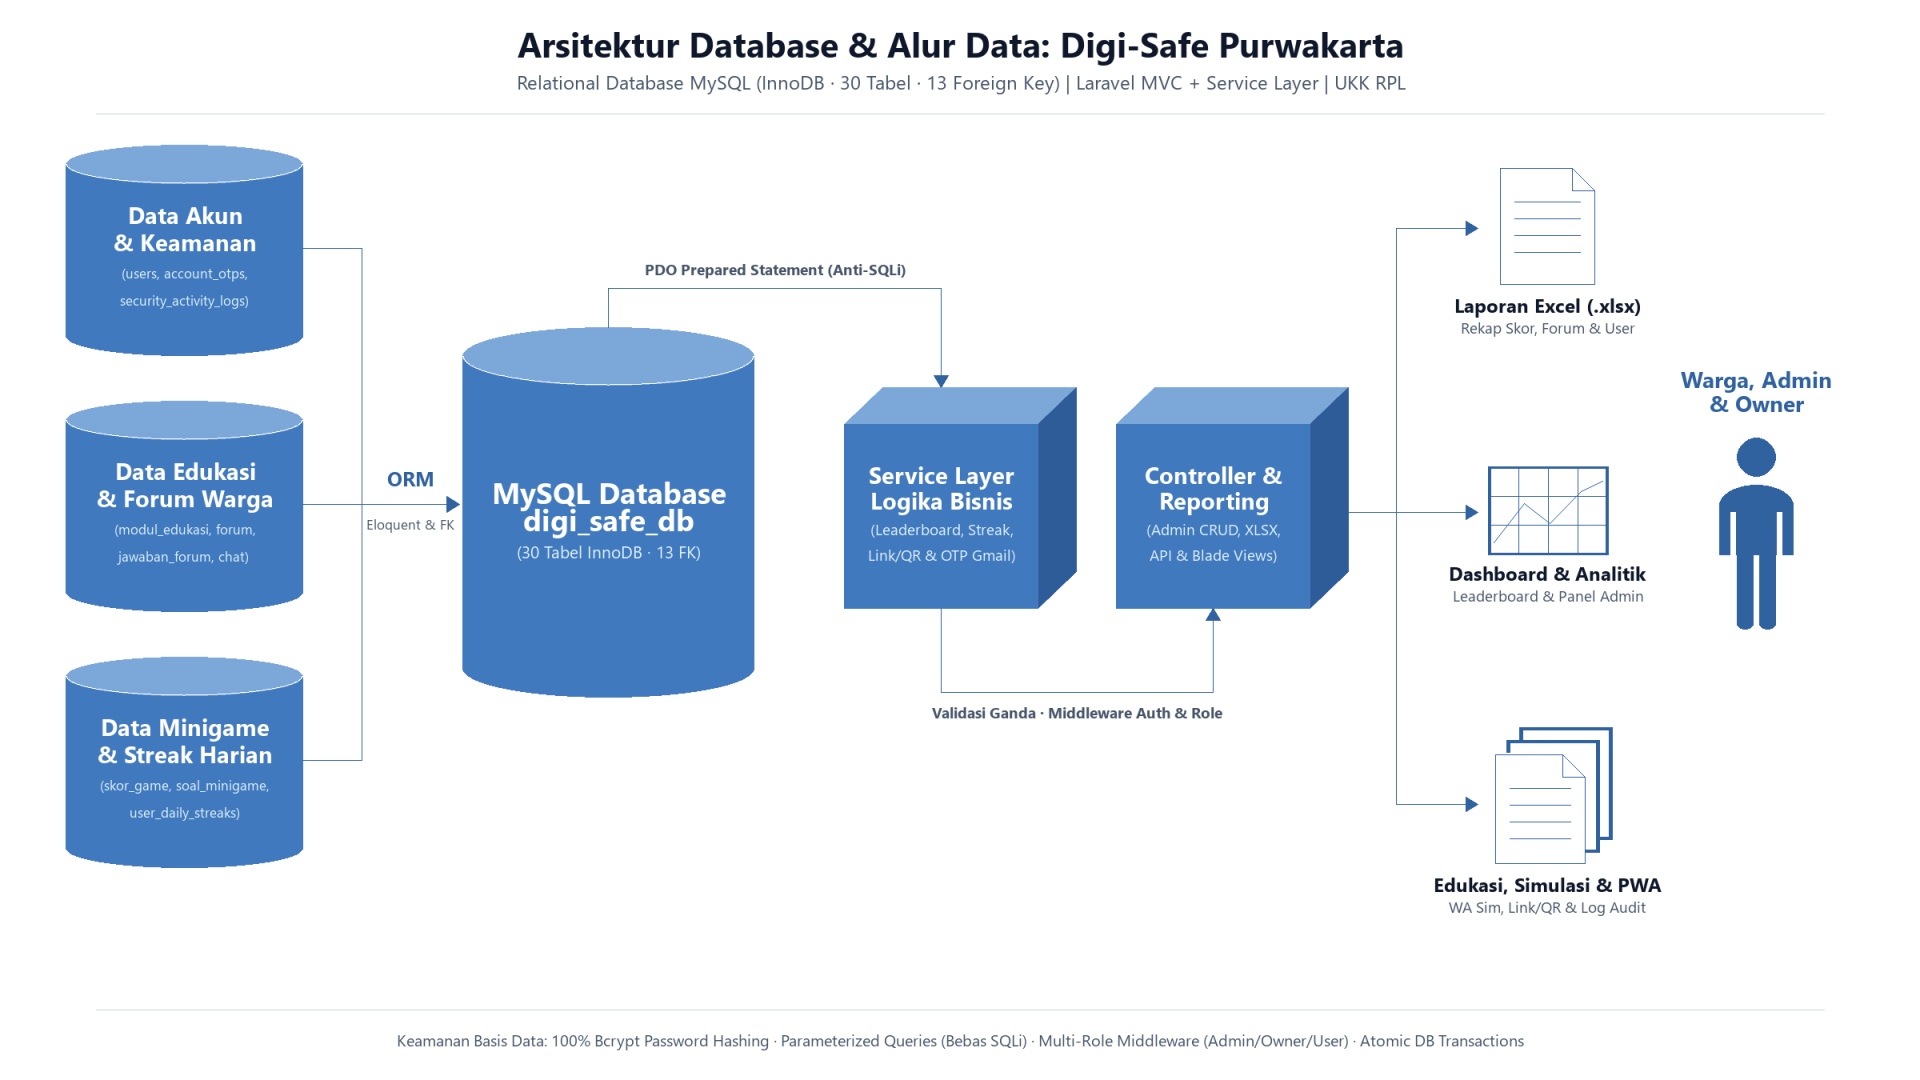 Arsitektur Database & Alur Data: Digi-Safe Purwakarta
Relational Database MySQL (InnoDB · 30 Tabel · 13 Foreign Key) | Laravel MVC + Service Layer | UKK RPL
Data Akun
& Keamanan
(users, account_otps,
security_activity_logs)
Data Edukasi
& Forum Warga
(modul_edukasi, forum,
jawaban_forum, chat)
Data Minigame
& Streak Harian
(skor_game, soal_minigame,
user_daily_streaks)
ORM
Eloquent & FK
MySQL Database
digi_safe_db
(30 Tabel InnoDB · 13 FK)
PDO Prepared Statement (Anti-SQLi)
Service Layer
Logika Bisnis
(Leaderboard, Streak,
Link/QR & OTP Gmail)
Controller &
Reporting
(Admin CRUD, XLSX,
API & Blade Views)
Validasi Ganda · Middleware Auth & Role
Laporan Excel (.xlsx)
Rekap Skor, Forum & User
Dashboard & Analitik
Leaderboard & Panel Admin
Edukasi, Simulasi & PWA
WA Sim, Link/QR & Log Audit
Warga, Admin
& Owner
Keamanan Basis Data: 100% Bcrypt Password Hashing · Parameterized Queries (Bebas SQLi) · Multi-Role Middleware (Admin/Owner/User) · Atomic DB Transactions